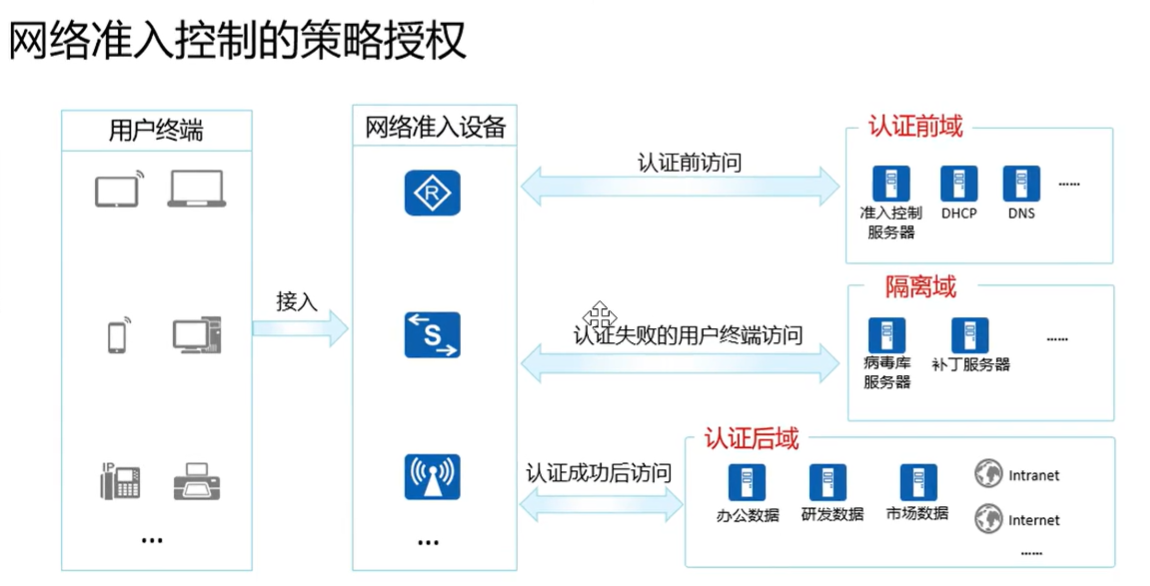 网络准入控制的策略授权
用户终端
网络准入设备
认证前域
认证前访问
R
准入控制
服务器
DHCP
DNS
......
接入
隔离域
S
认证失败的用户终端访问
病毒库
服务器
补丁服务器
......
认证后域
IP
认证成功后访问
办公数据
研发数据
市场数据
Intranet
Internet
......
...
...